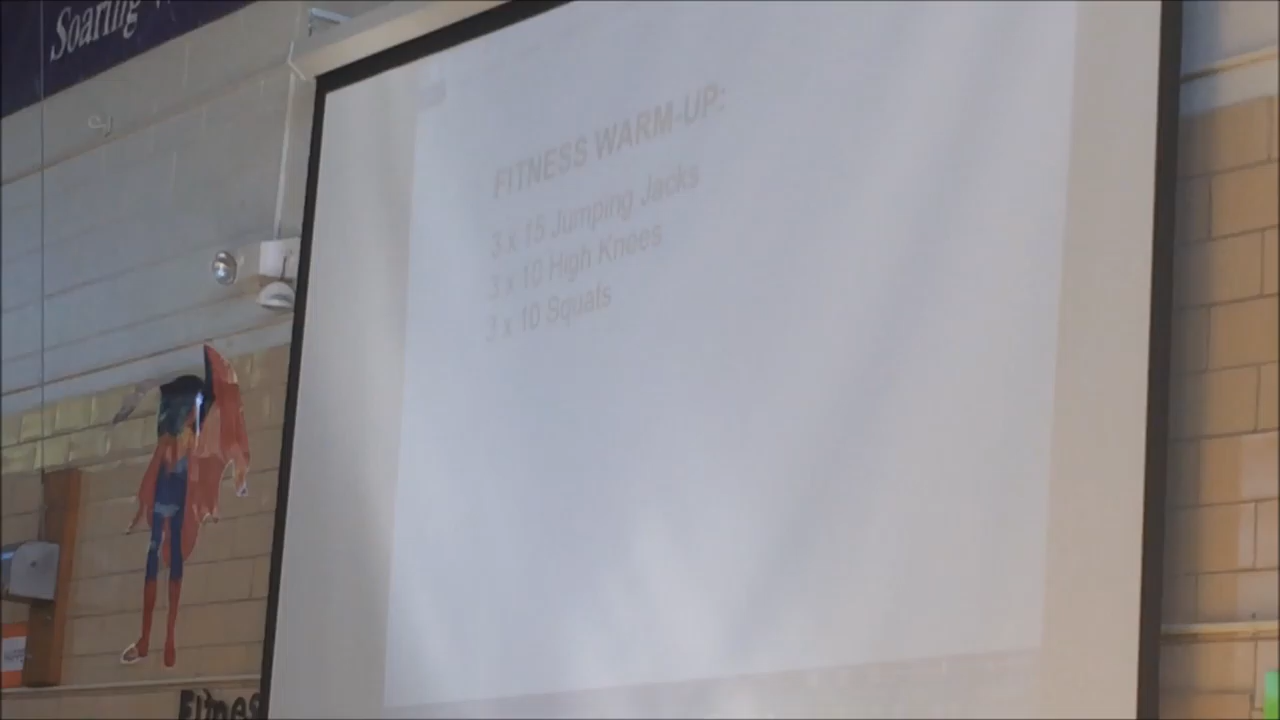 Soaring
FITNESS WARM-UP:
3 x 15 Jumping Jacks
3 x 10 High Knees
3 x 10 Squats
Fitnes